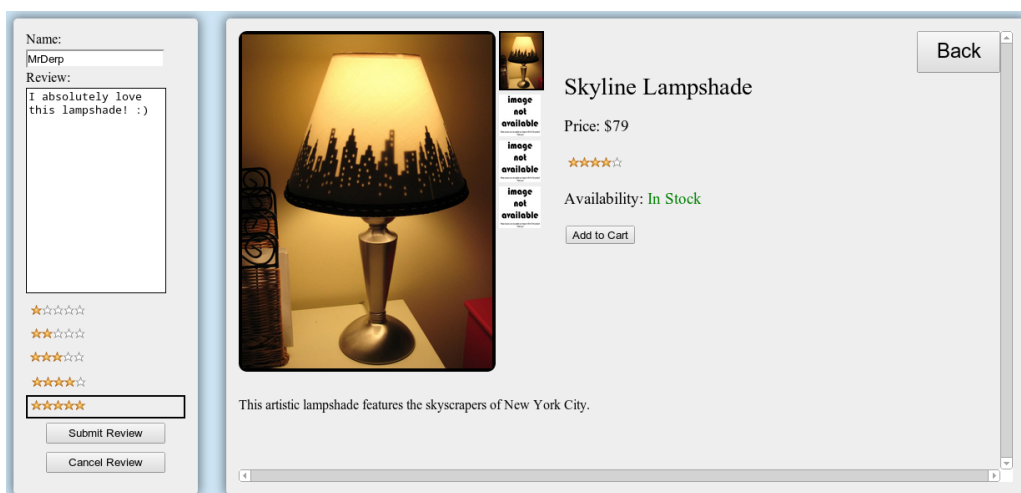 Name:
MrDerp
Review:
I absolutely love
this lampshade! :)
Submit Review
Cancel Review
image
not
available
image
not
available
image
not
available
Back
Skyline Lampshade
Price: $79
Availability: In Stock
Add to Cart
This artistic lampshade features the skyscrapers of New York City.